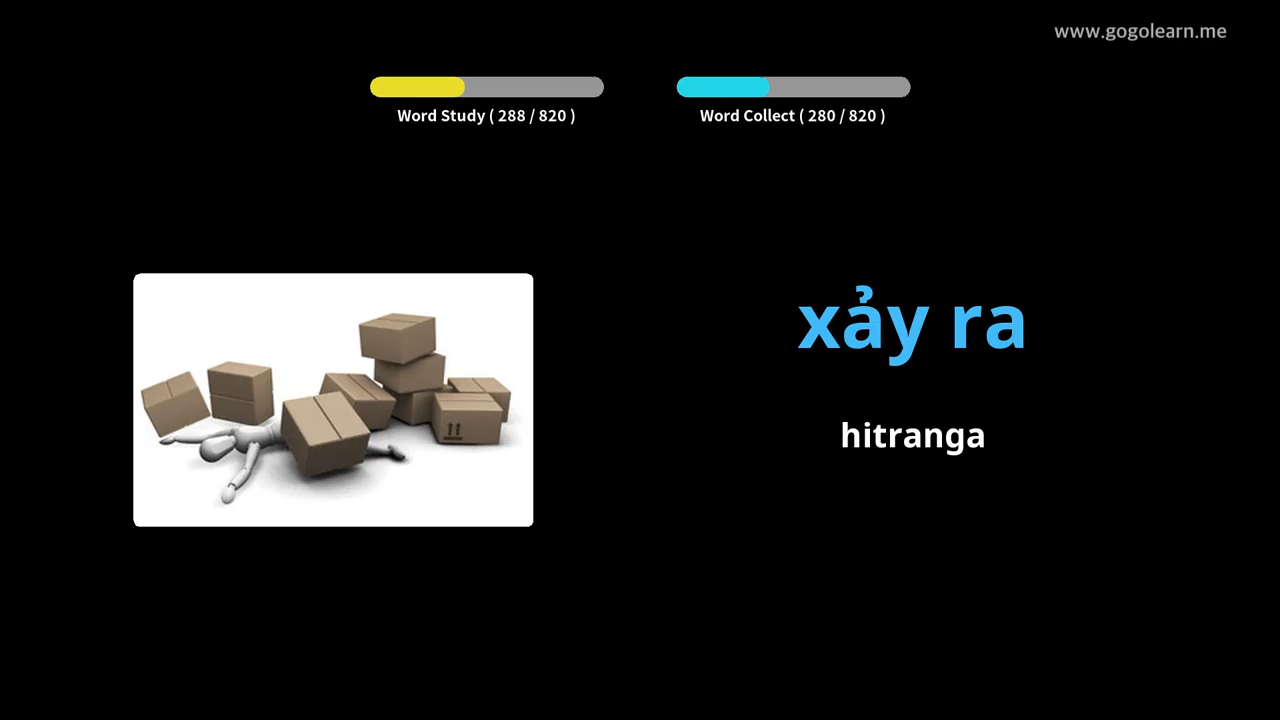 www.gogolearn.me
Word Study ( 288 / 820 )
Word Collect ( 280 / 820 )
xảy ra
hitranga